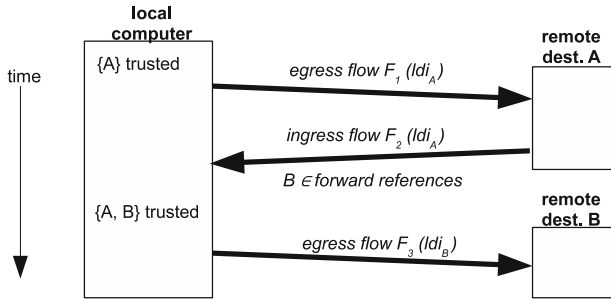 local
computer
remote
dest. A
time
{A} trusted
egress flow F1 (ldiA)
ingress flow F2 (ldiA)
B ∈ forward references
{A, B} trusted
remote
dest. B
egress flow F3 (ldiB)